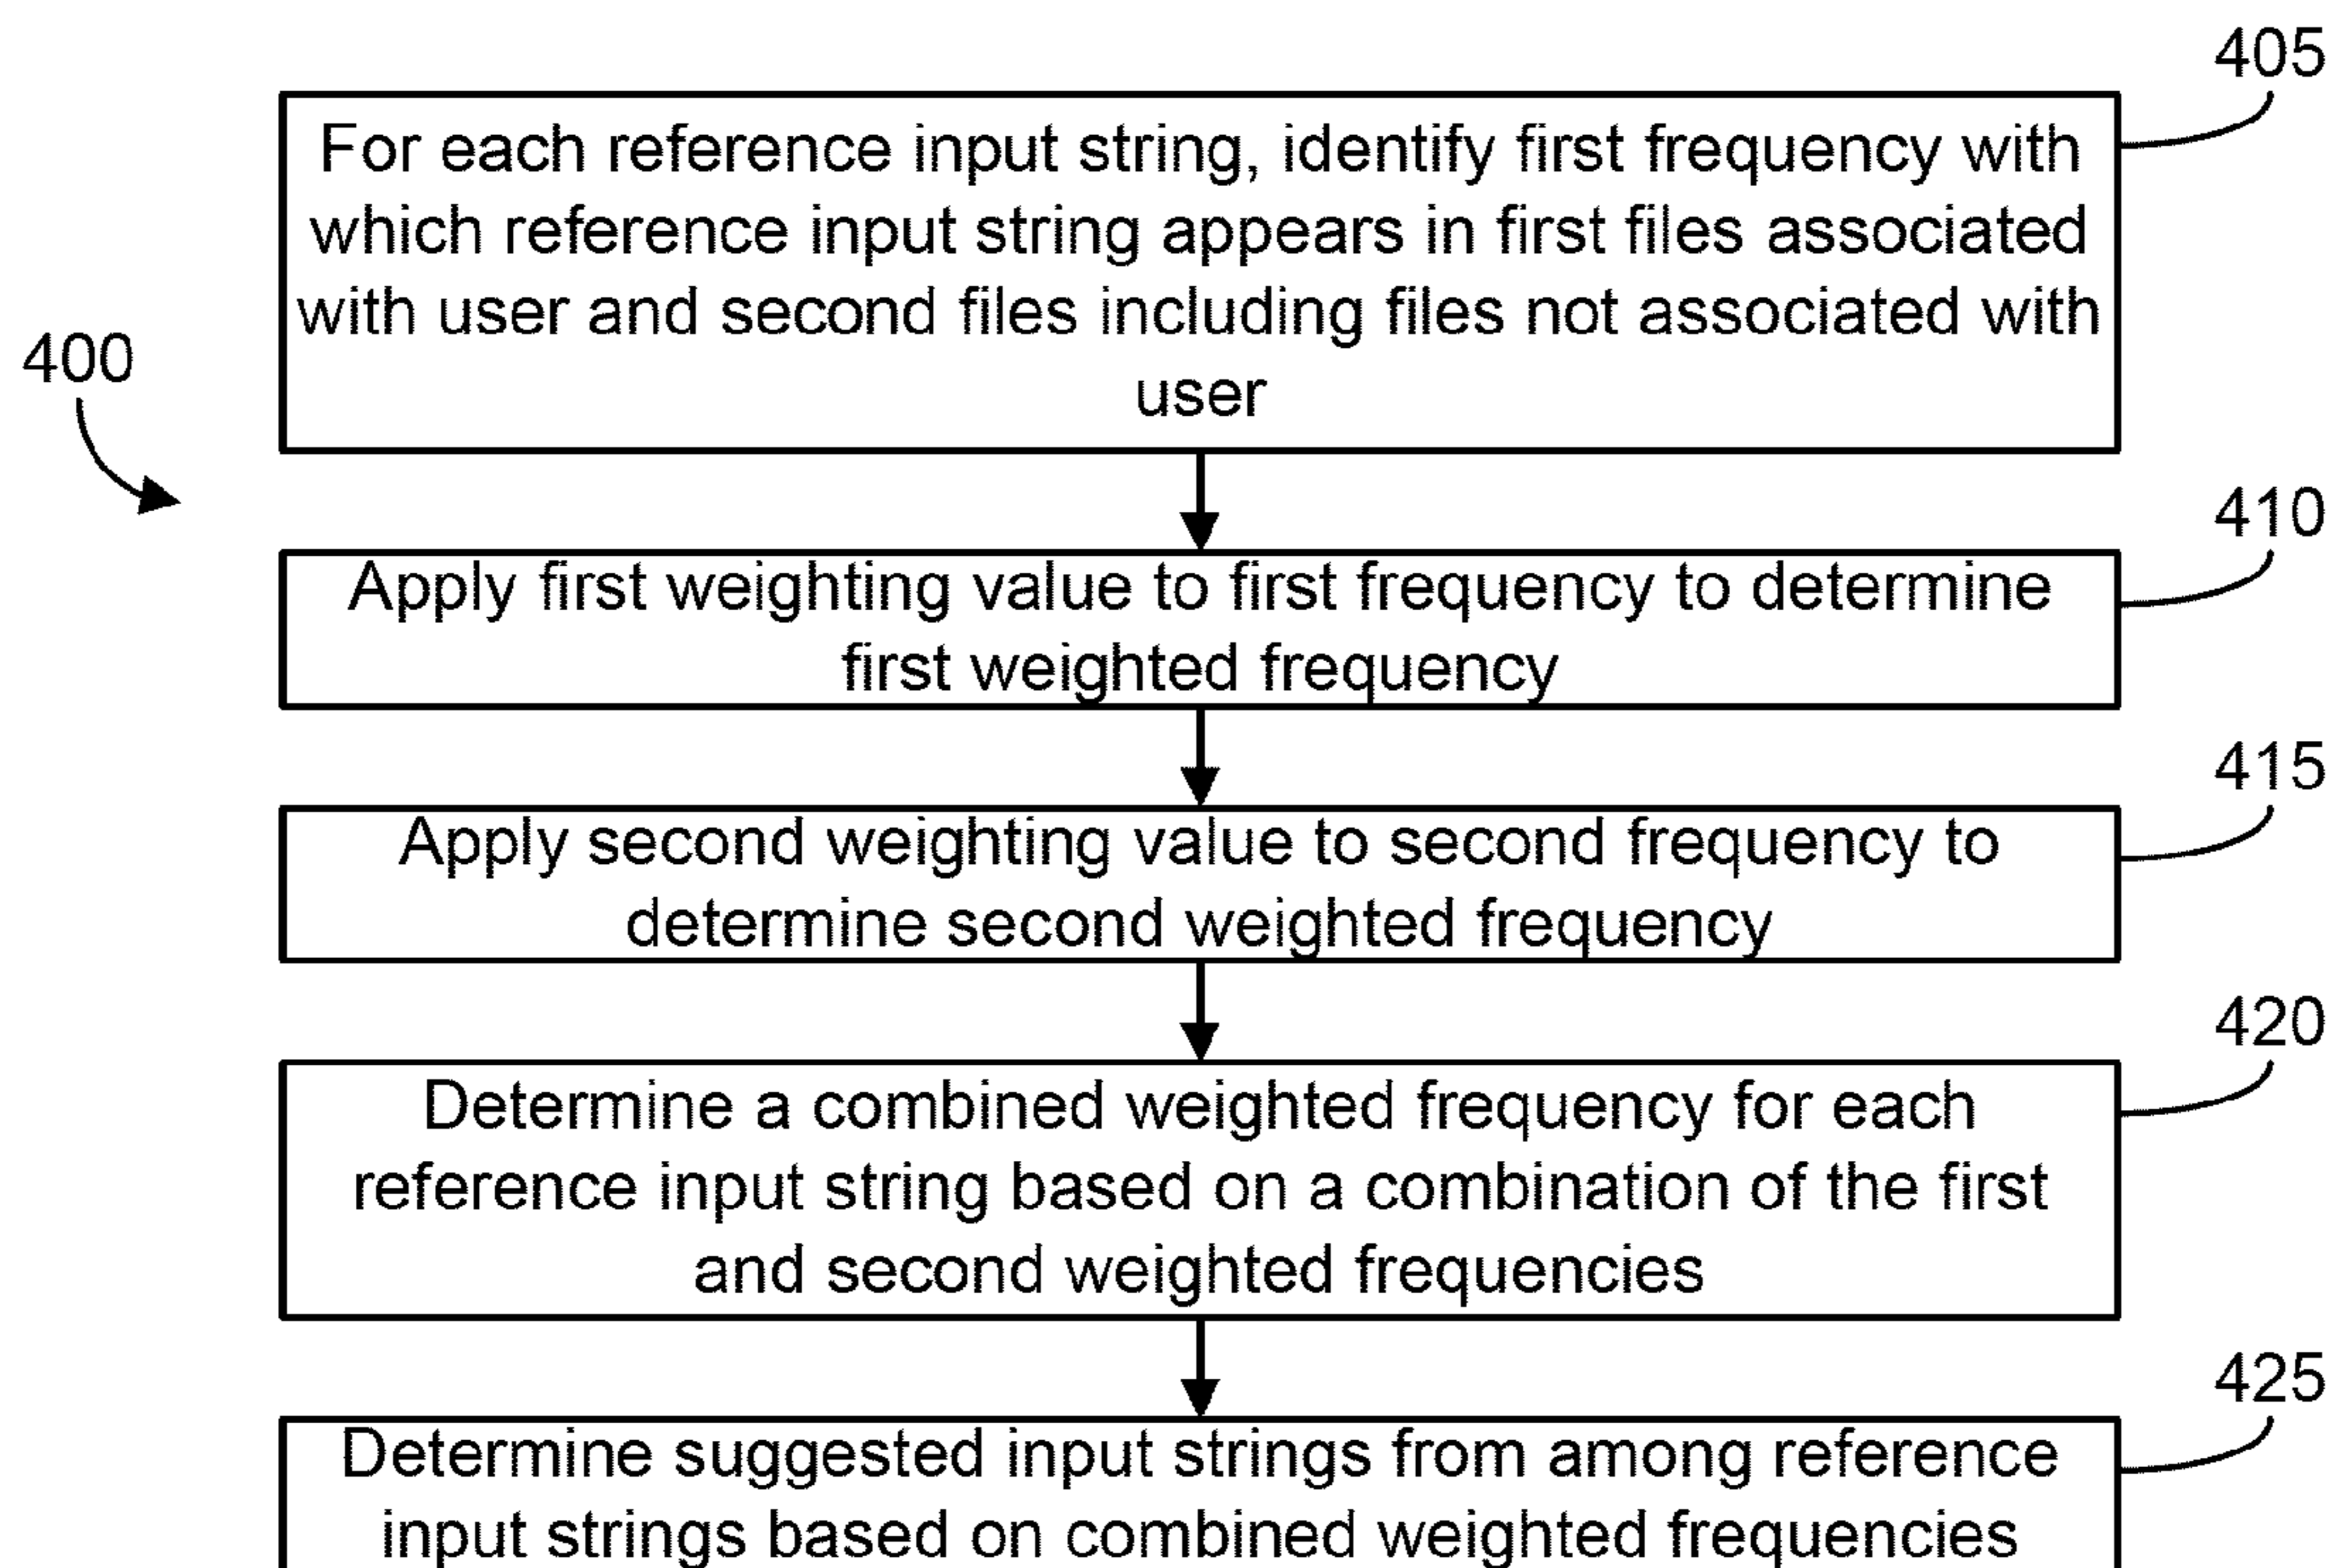 405
For each reference input string, identify first frequency with
which reference input string appears in first files associated
with user and second files including files not associated with
user
400
410
Apply first weighting value to first frequency to determine
first weighted frequency
415
Apply second weighting value to second frequency to
determine second weighted frequency
420
Determine a combined weighted frequency for each
reference input string based on a combination of the first
and second weighted frequencies
425
Determine suggested input strings from among reference
input strings based on combined weighted frequencies